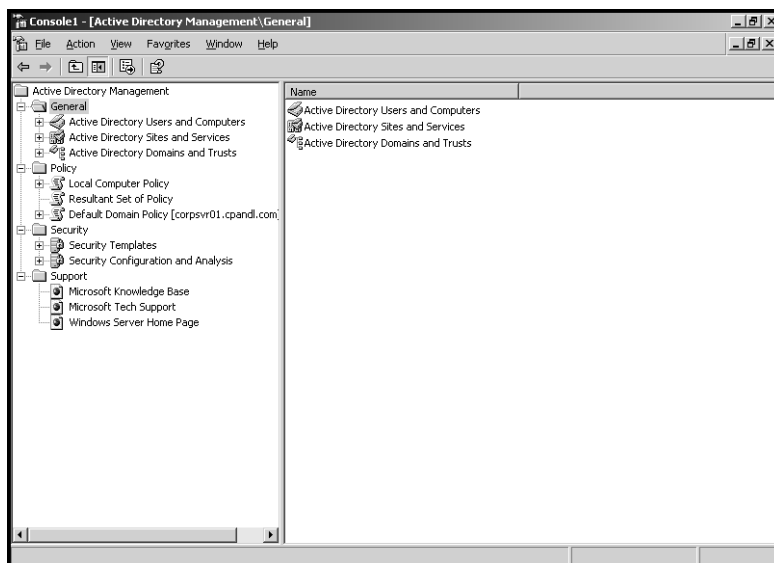 Console1 - [Active Directory Management\General]
File Action View Favorites Window Help
Active Directory Management
General
Active Directory Users and Computers
Active Directory Sites and Services
Active Directory Domains and Trusts
Policy
Local Computer Policy
Resultant Set of Policy
Default Domain Policy [corpsvr01.cpandl.com]
Security
Security Templates
Security Configuration and Analysis
Support
Microsoft Knowledge Base
Microsoft Tech Support
Windows Server Home Page
Name
Active Directory Users and Computers
Active Directory Sites and Services
Active Directory Domains and Trusts